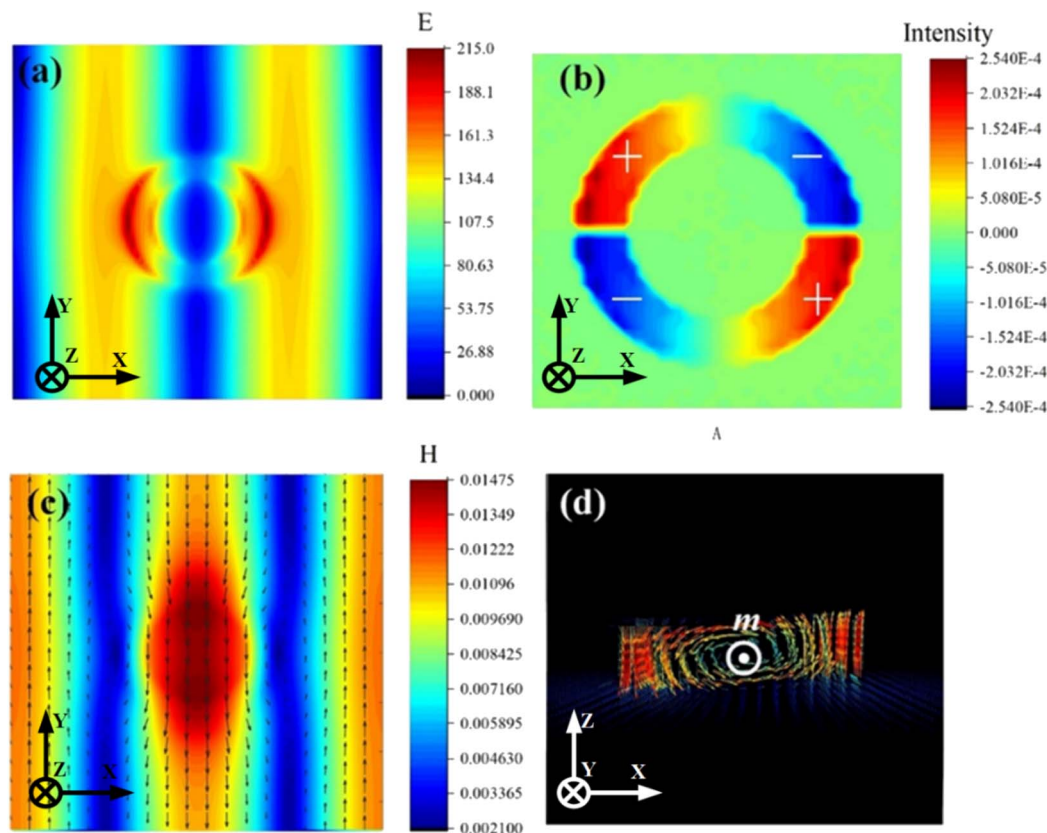 E
215.0
188.1
161.3
134.4
107.5
80.63
53.75
26.88
0.000
(a)
Y
Z
X
Intensity
2.540E-4
2.032E-4
1.524E-4
1.016E-4
5.080E-5
0.000
-5.080E-5
-1.016E-4
-1.524E-4
-2.032E-4
-2.540E-4
(b)
+
−
−
+
Y
Z
X
A
H
0.01475
0.01349
0.01222
0.01096
0.009690
0.008425
0.007160
0.005895
0.004630
0.003365
0.002100
(c)
Y
Z
X
(d)
m
Z
Y
X